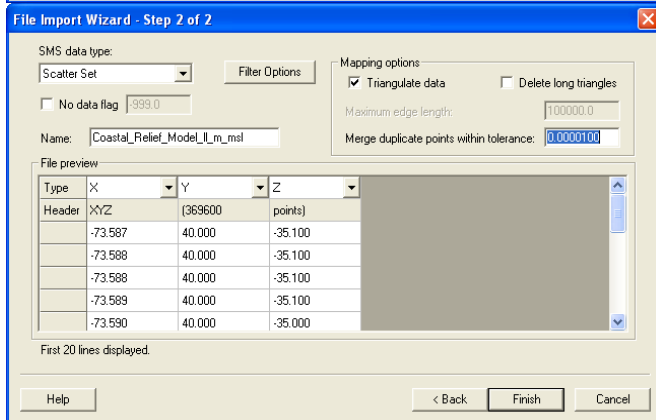 File Import Wizard - Step 2 of 2
SMS data type:
Scatter Set
Filter Options
No data flag -999.0
Name: Coastal_Relief_Model_ll_m_msl
Mapping options
Triangulate data Delete long triangles
Maximum edge length: 100000.0
Merge duplicate points within tolerance: 0.0000100
File preview
Type X Y Z
Header XYZ (369600 points)
-73.587 40.000 -35.100
-73.588 40.000 -35.100
-73.588 40.000 -35.100
-73.589 40.000 -35.100
-73.590 40.000 -35.000
First 20 lines displayed.
Help < Back Finish Cancel